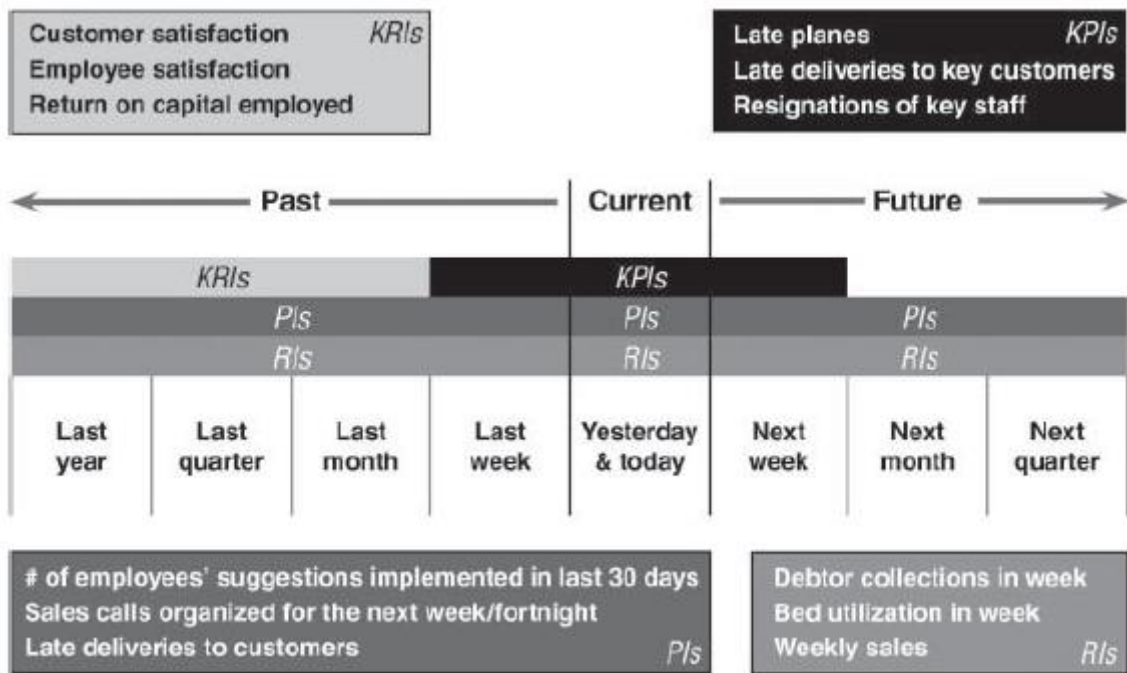 Customer satisfaction KRIs
Employee satisfaction
Return on capital employed
Late planes KPIs
Late deliveries to key customers
Resignations of key staff
Past Current Future
KRIs KPIs
PIs PIs PIs
RIs RIs RIs
Last Last Last Last Yesterday Next Next Next
year quarter month week & today week month quarter
# of employees’ suggestions implemented in last 30 days
Sales calls organized for the next week/fortnight
Late deliveries to customers PIs
Debtor collections in week
Bed utilization in week
Weekly sales RIs